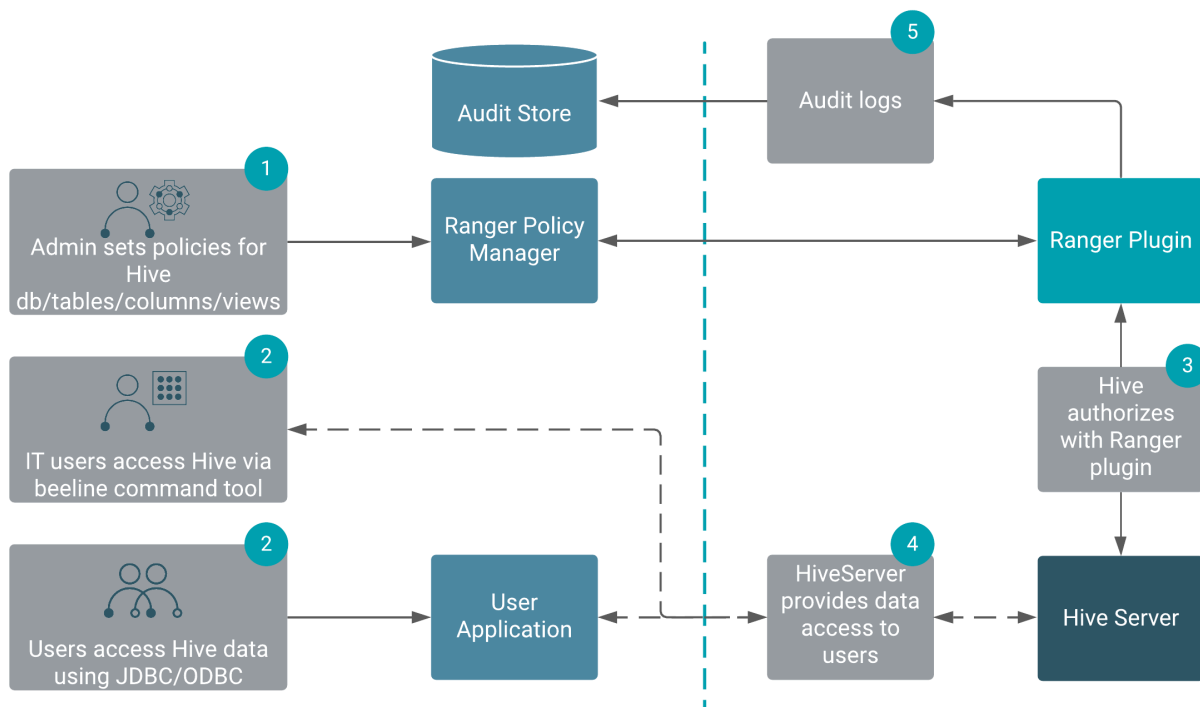 5
Audit Store
Audit logs
1
Admin sets policies for
Hive
db/tables/columns/views
Ranger Policy
Manager
Ranger Plugin
2
IT users access Hive via
beeline command tool
3
Hive
authorizes
with Ranger
plugin
2
Users access Hive data
using JDBC/ODBC
User
Application
4
HiveServer
provides data
access to
users
Hive Server